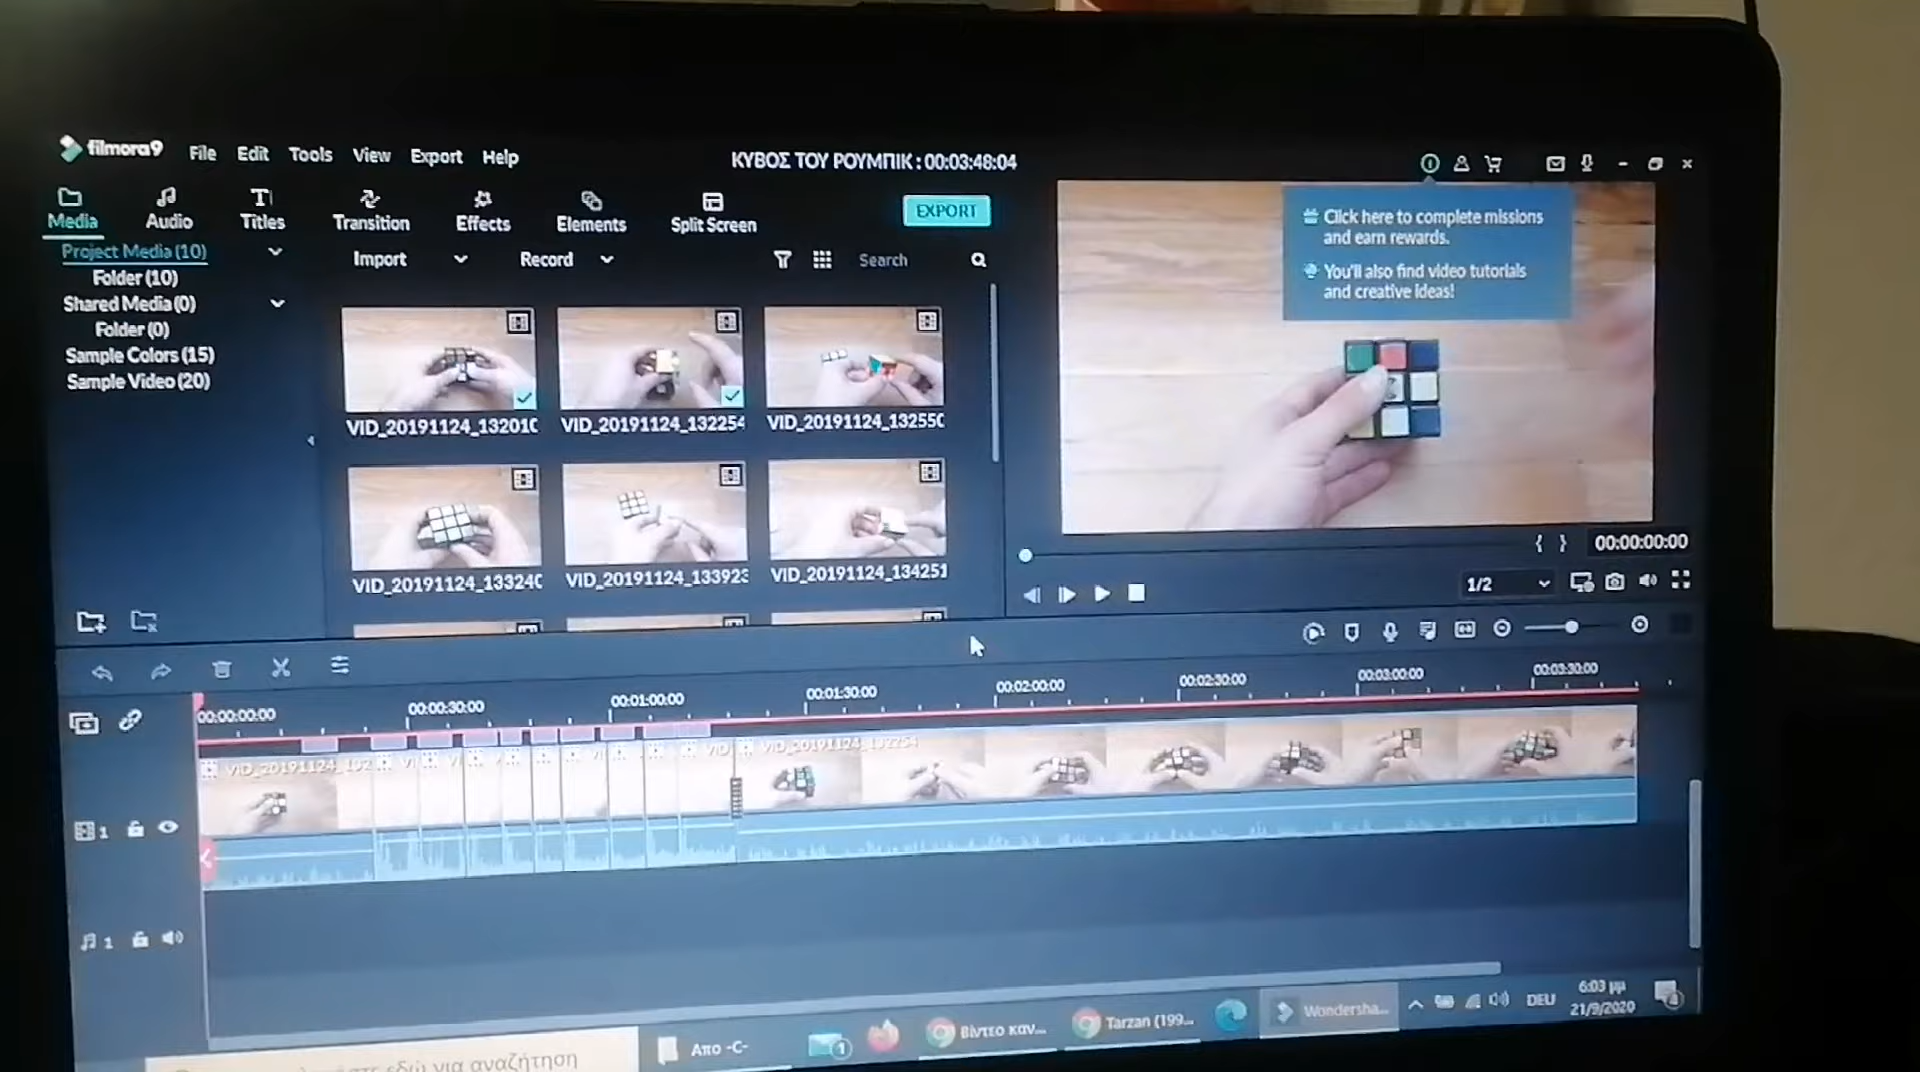 filmora9 File Edit Tools View Export Help
ΚΥΒΟΣ ΤΟΥ ΡΟΥΜΠΙΚ : 00:03:48:04
Media Audio Titles Transition Effects Elements Split Screen
EXPORT
Project Media (10)
Folder (10)
Shared Media (0)
Folder (0)
Sample Colors (15)
Sample Video (20)
Import Record Search
VID_20191124_13201
VID_20191124_132254
VID_20191124_13255
VID_20191124_13324
VID_20191124_133923
VID_20191124_134251
Click here to complete missions
and earn rewards.
You'll also find video tutorials
and creative ideas!
{ } 00:00:00:00
1/2
00:00:00:00 00:00:30:00 00:01:00:00 00:01:30:00 00:02:00:00 00:02:30:00 00:03:00:00 00:03:30:00
VID_20191124_132
VID
VID_20191124_132254
1
1
εδώ για αναζήτηση
Απο -C-
1
Βίντεο καν...
Tarzan (199...
Wondersha...
DEU
6:03 μμ
21/9/2020